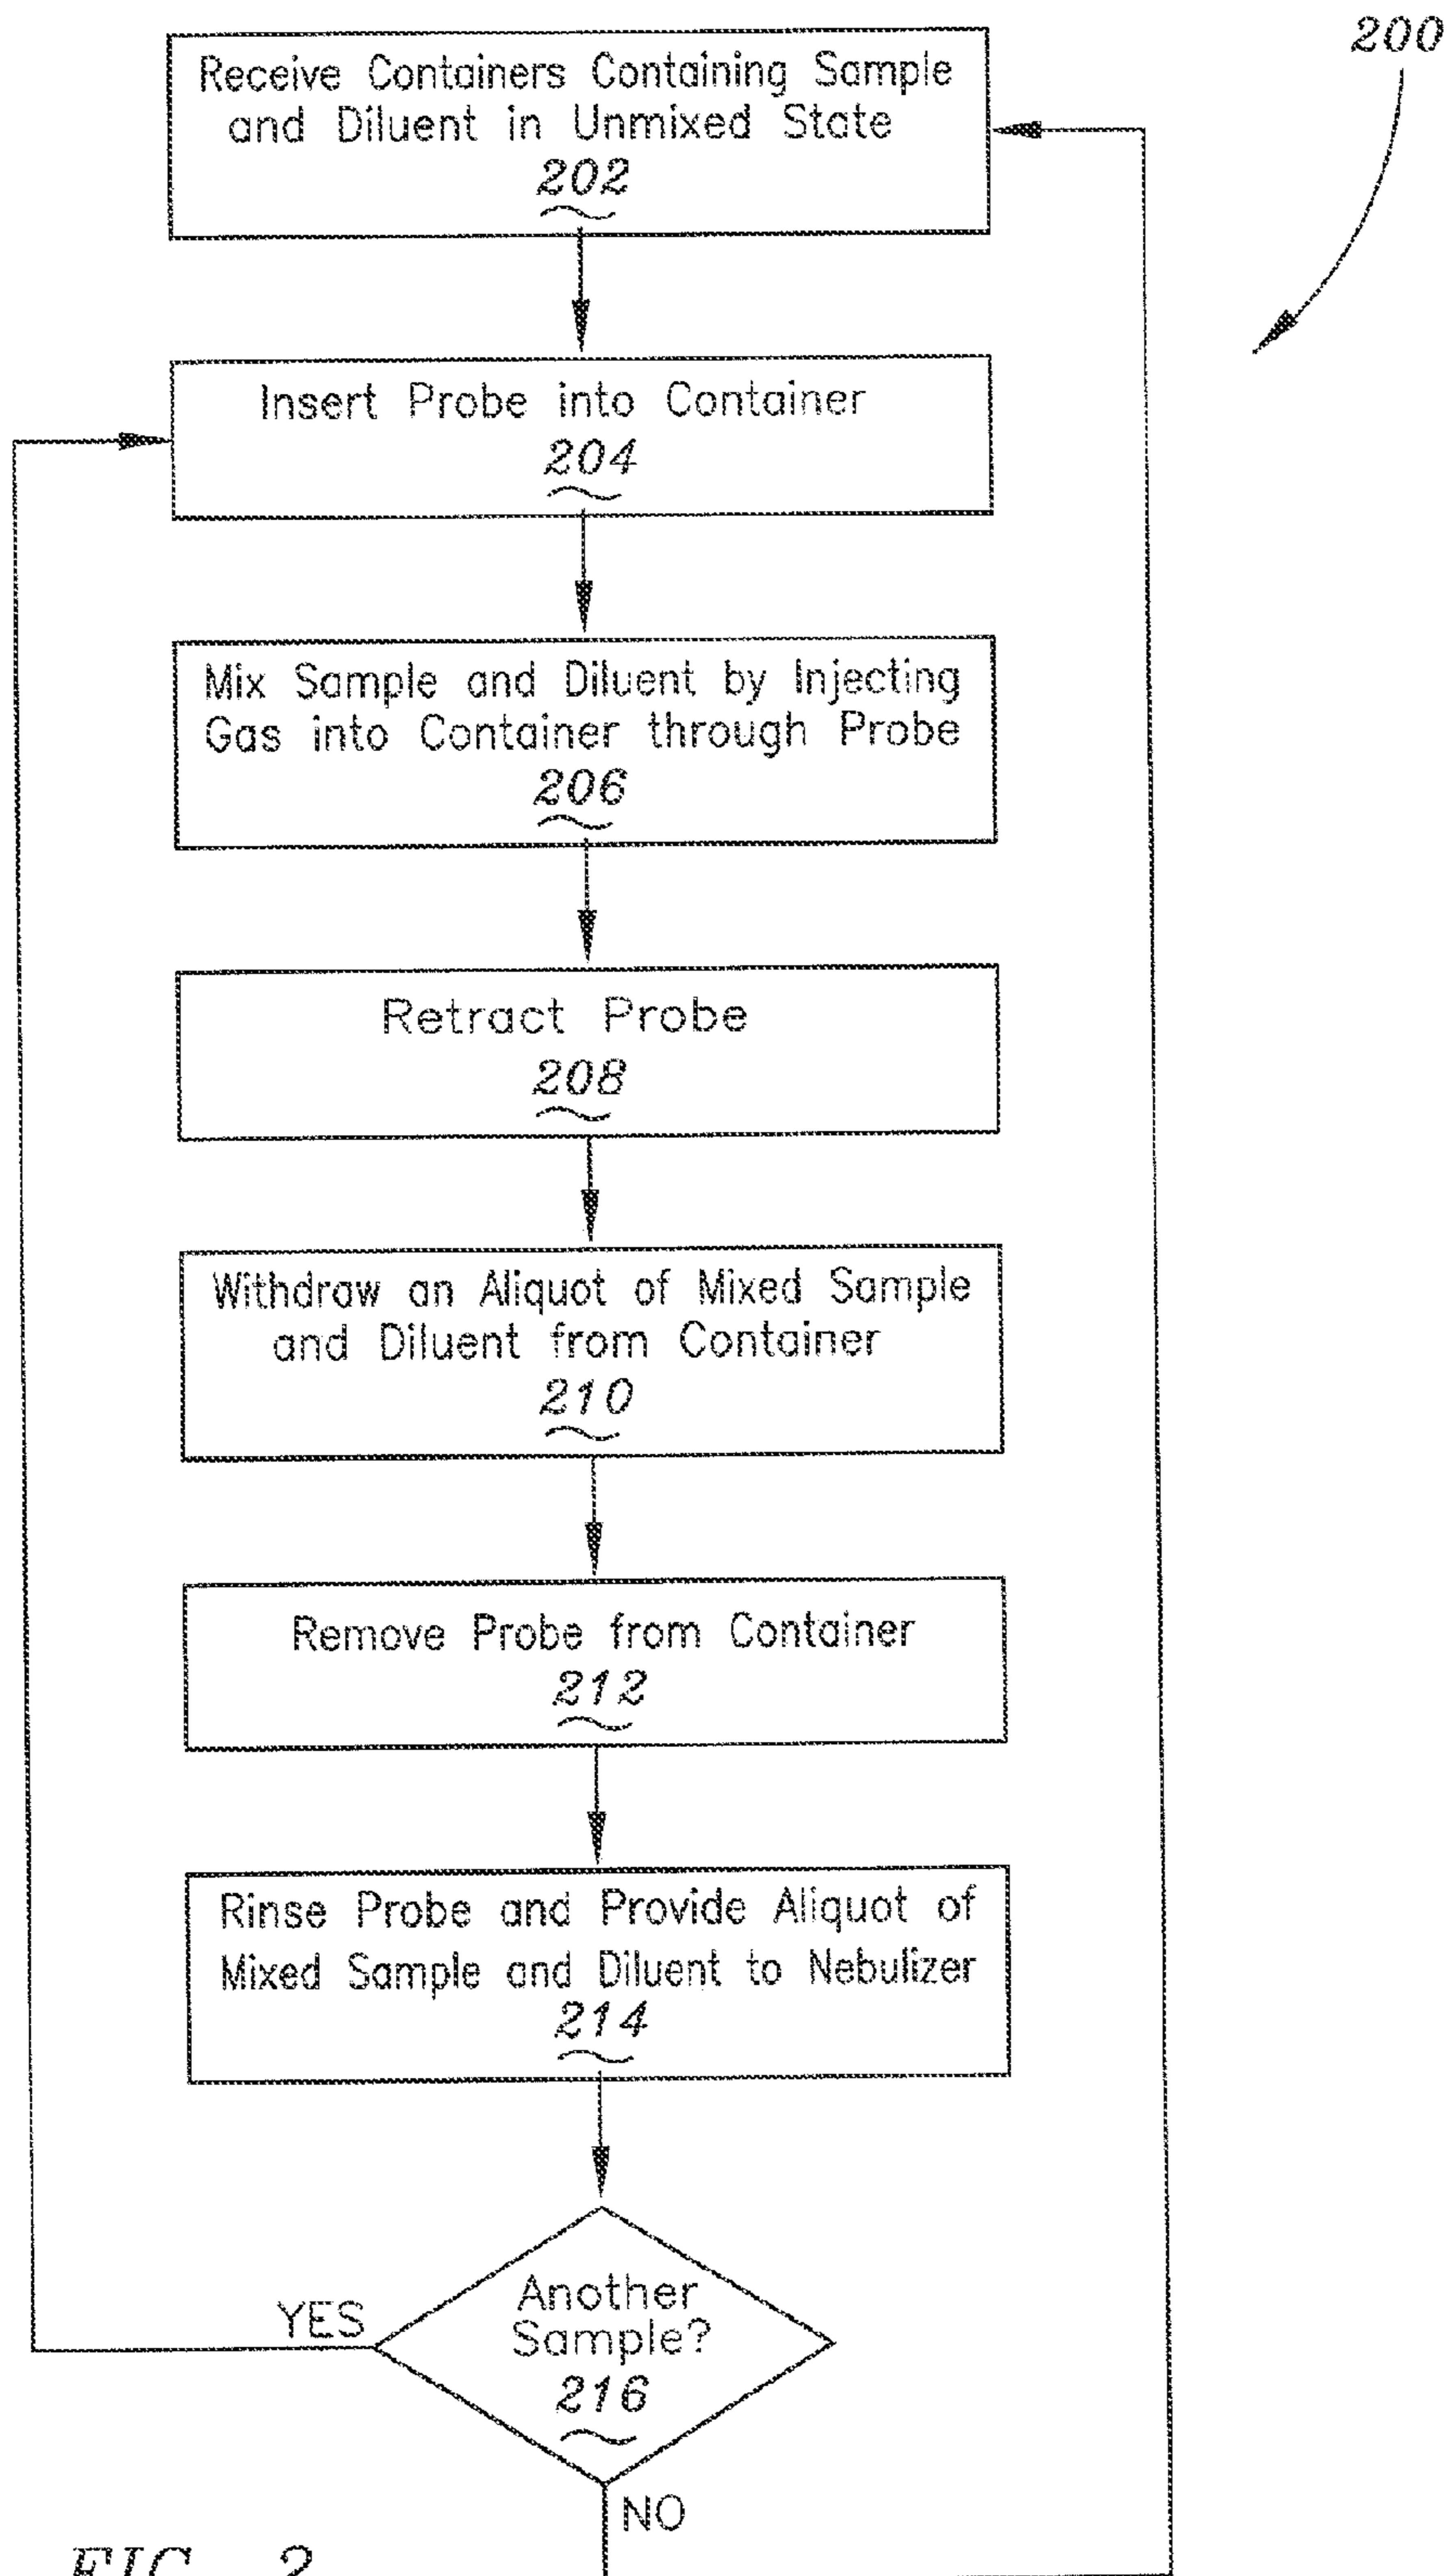 200
Receive Containers Containing Sample
and Diluent in Unmixed State
202
Insert Probe into Container
204
Mix Sample and Diluent by Injecting
Gas into Container through Probe
206
Retract Probe
208
Withdraw an Aliquot of Mixed Sample
and Diluent from Container
210
Remove Probe from Container
212
Rinse Probe and Provide Aliquot of
Mixed Sample and Diluent to Nebulizer
214
Another
Sample?
216
YES
NO
FIG. 2